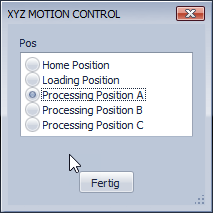 XYZ MOTION CONTROL
Pos
Home Position
Loading Position
Processing Position A
Processing Position B
Processing Position C
Fertig